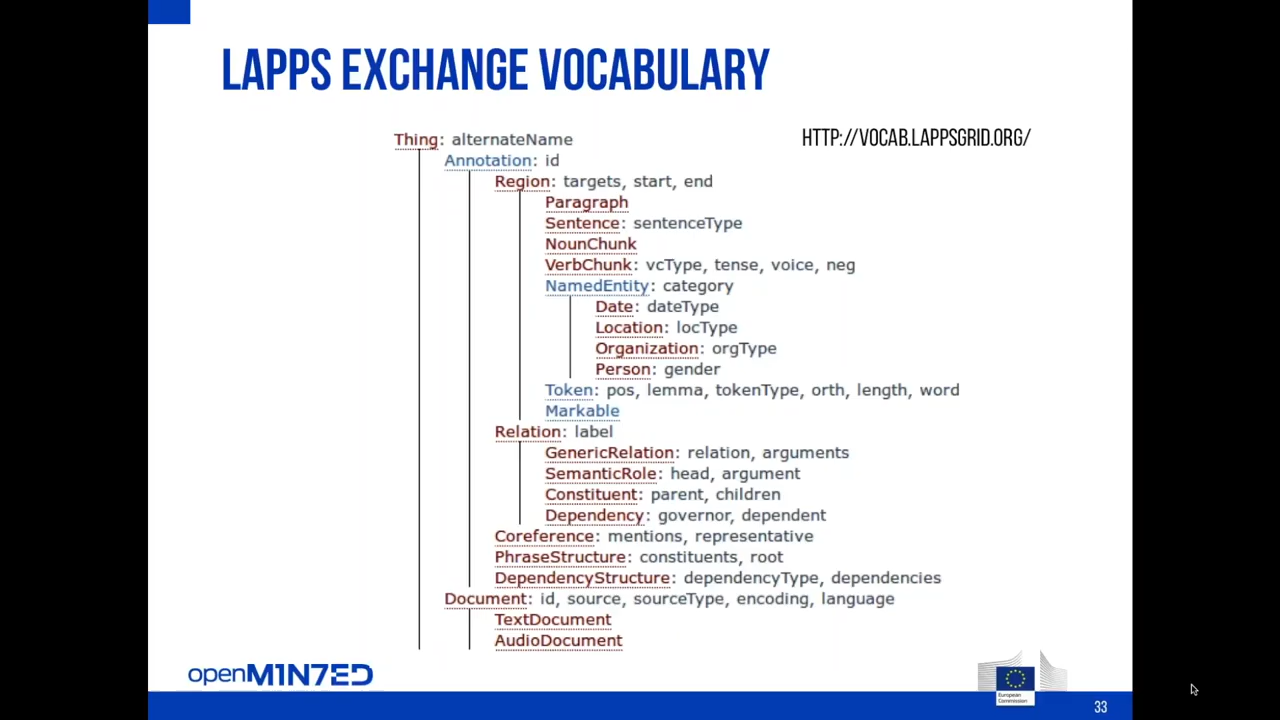 LAPPS EXCHANGE VOCABULARY
HTTP://VOCAB.LAPPSGRID.ORG/
Thing: alternateName
Annotation: id
Region: targets, start, end
Paragraph
Sentence: sentenceType
NounChunk
VerbChunk: vcType, tense, voice, neg
NamedEntity: category
Date: dateType
Location: locType
Organization: orgType
Person: gender
Token: pos, lemma, tokenType, orth, length, word
Markable
Relation: label
GenericRelation: relation, arguments
SemanticRole: head, argument
Constituent: parent, children
Dependency: governor, dependent
Coreference: mentions, representative
PhraseStructure: constituents, root
DependencyStructure: dependencyType, dependencies
Document: id, source, sourceType, encoding, language
TextDocument
AudioDocument
openM1N7ED
European
Commission
33